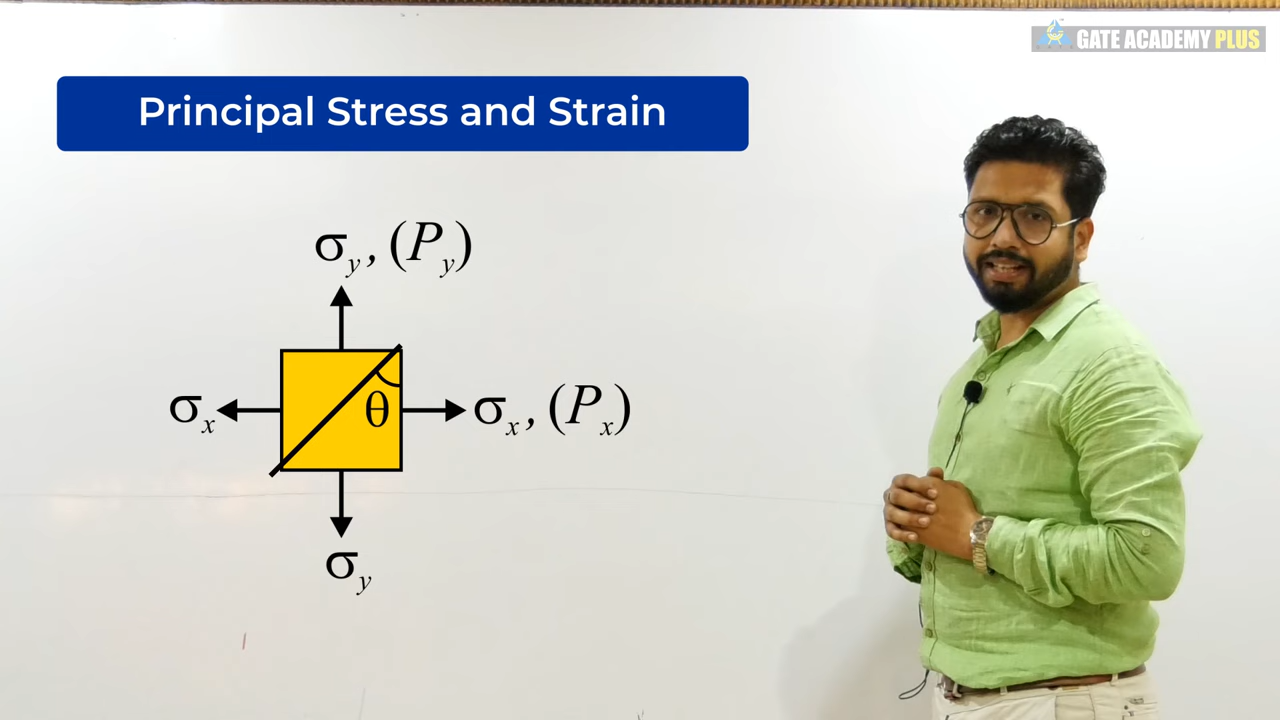 GATE ACADEMY PLUS
Principal Stress and Strain
σy, (Py)
θ
σx
σx, (Px)
σy